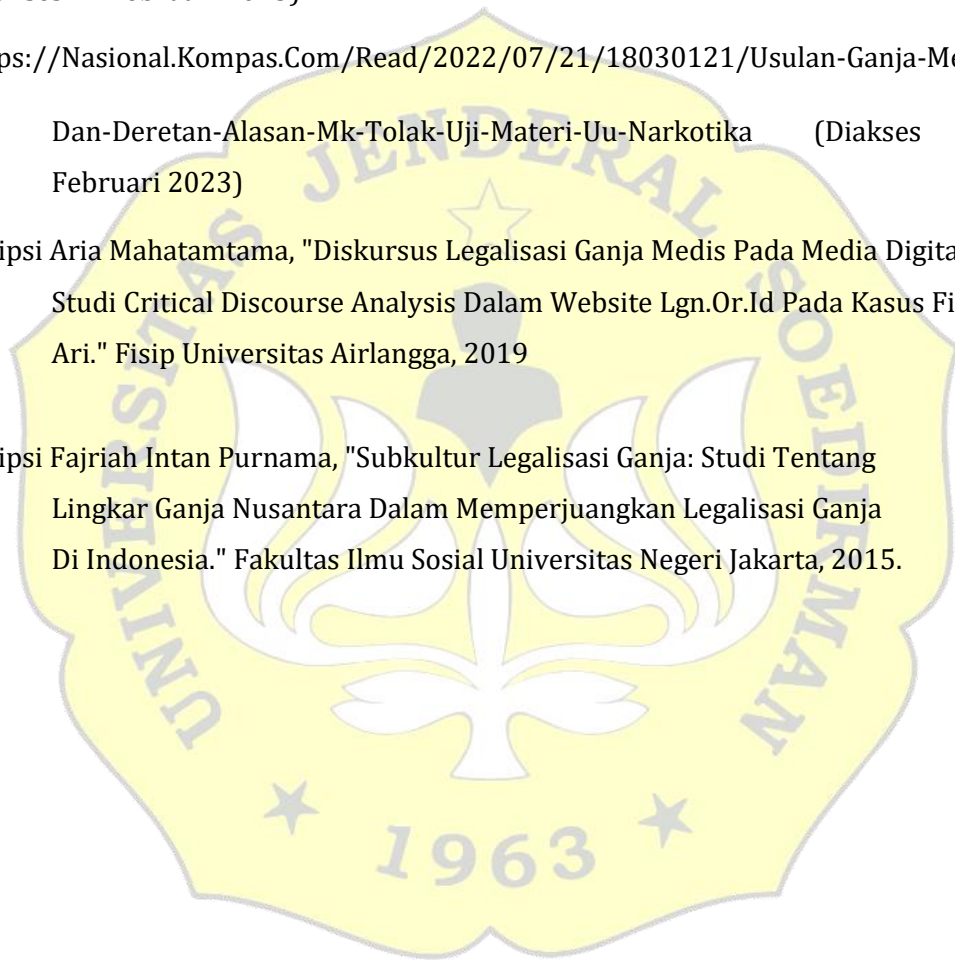 ps://Nasional.Kompas.Com/Read/2022/07/21/18030121/Usulan-Ganja-Me
Dan-Deretan-Alasan-Mk-Tolak-Uji-Materi-Uu-Narkotika (Diakses
Februari 2023)
ipsi Aria Mahatamtama, "Diskursus Legalisasi Ganja Medis Pada Media Digita
Studi Critical Discourse Analysis Dalam Website Lgn.Or.Id Pada Kasus Fi
Ari." Fisip Universitas Airlangga, 2019
ipsi Fajriah Intan Purnama, "Subkultur Legalisasi Ganja: Studi Tentang
Lingkar Ganja Nusantara Dalam Memperjuangkan Legalisasi Ganja
Di Indonesia." Fakultas Ilmu Sosial Universitas Negeri Jakarta, 2015.
UNIVERSITAS JENDERAL SOEDIRMAN
1963